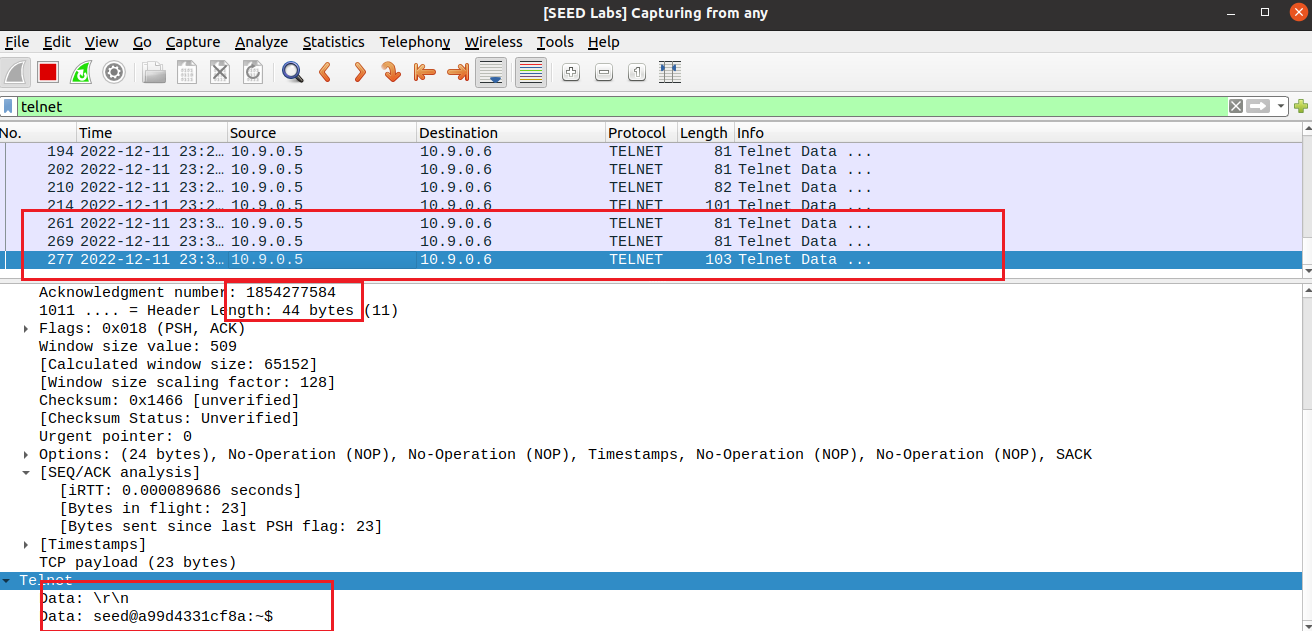 [SEED Labs] Capturing from any
File Edit View Go Capture Analyze Statistics Telephony Wireless Tools Help
telnet
No. Time Source Destination Protocol Length Info
194 2022-12-11 23:2… 10.9.0.5 10.9.0.6 TELNET 81 Telnet Data ...
202 2022-12-11 23:2… 10.9.0.5 10.9.0.6 TELNET 81 Telnet Data ...
210 2022-12-11 23:2… 10.9.0.5 10.9.0.6 TELNET 82 Telnet Data ...
214 2022-12-11 23:2… 10.9.0.5 10.9.0.6 TELNET 101 Telnet Data ...
261 2022-12-11 23:3… 10.9.0.5 10.9.0.6 TELNET 81 Telnet Data ...
269 2022-12-11 23:3… 10.9.0.5 10.9.0.6 TELNET 81 Telnet Data ...
277 2022-12-11 23:3… 10.9.0.5 10.9.0.6 TELNET 103 Telnet Data ...
Acknowledgment number: 1854277584
1011 .... = Header Length: 44 bytes (11)
Flags: 0x018 (PSH, ACK)
Window size value: 509
[Calculated window size: 65152]
[Window size scaling factor: 128]
Checksum: 0x1466 [unverified]
[Checksum Status: Unverified]
Urgent pointer: 0
Options: (24 bytes), No-Operation (NOP), No-Operation (NOP), Timestamps, No-Operation (NOP), No-Operation (NOP), SACK
[SEQ/ACK analysis]
[iRTT: 0.000089686 seconds]
[Bytes in flight: 23]
[Bytes sent since last PSH flag: 23]
[Timestamps]
TCP payload (23 bytes)
Telnet
Data: \r\n
Data: seed@a99d4331cf8a:~$